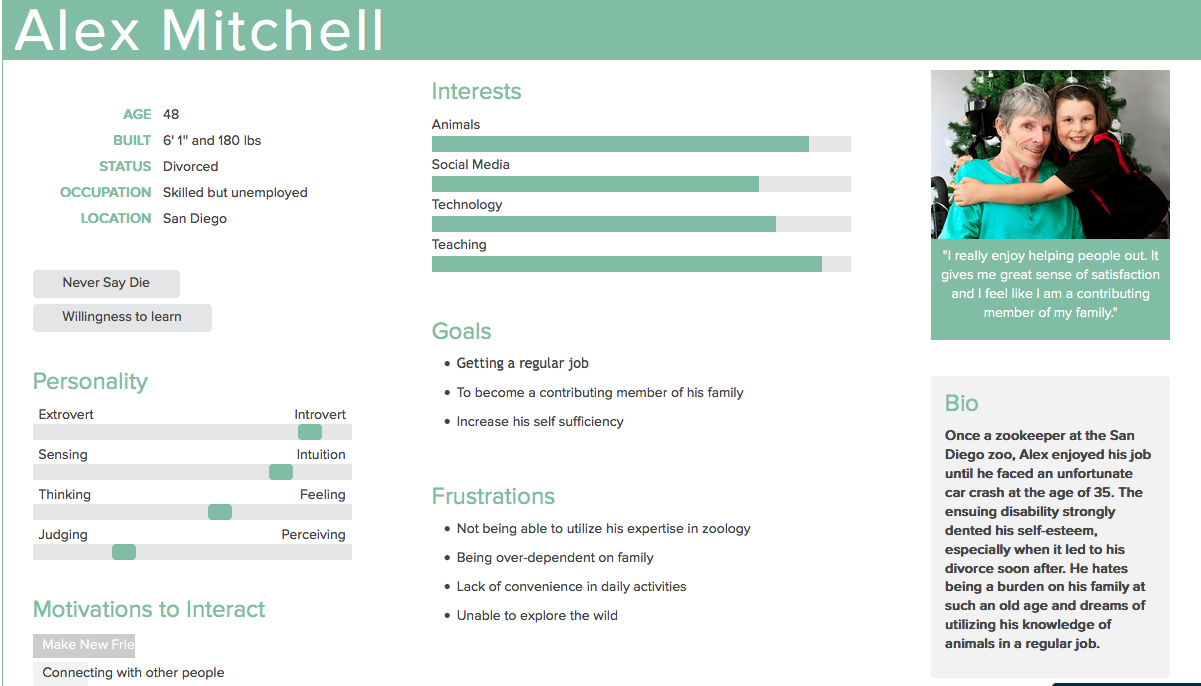 Alex Mitchell
AGE 48
BUILT 6' 1" and 180 lbs
STATUS Divorced
OCCUPATION Skilled but unemployed
LOCATION San Diego
Never Say Die
Willingness to learn
Personality
Extrovert Introvert
Sensing Intuition
Thinking Feeling
Judging Perceiving
Motivations to Interact
Make New Frie
Connecting with other people
Interests
Animals
Social Media
Technology
Teaching
Goals
• Getting a regular job
• To become a contributing member of his family
• Increase his self sufficiency
Frustrations
• Not being able to utilize his expertise in zoology
• Being over-dependent on family
• Lack of convenience in daily activities
• Unable to explore the wild
"I really enjoy helping people out. It
gives me great sense of satisfaction
and I feel like I am a contributing
member of my family."
Bio
Once a zookeeper at the San
Diego zoo, Alex enjoyed his job
until he faced an unfortunate
car crash at the age of 35. The
ensuing disability strongly
dented his self-esteem,
especially when it led to his
divorce soon after. He hates
being a burden on his family at
such an old age and dreams of
utilizing his knowledge of
animals in a regular job.